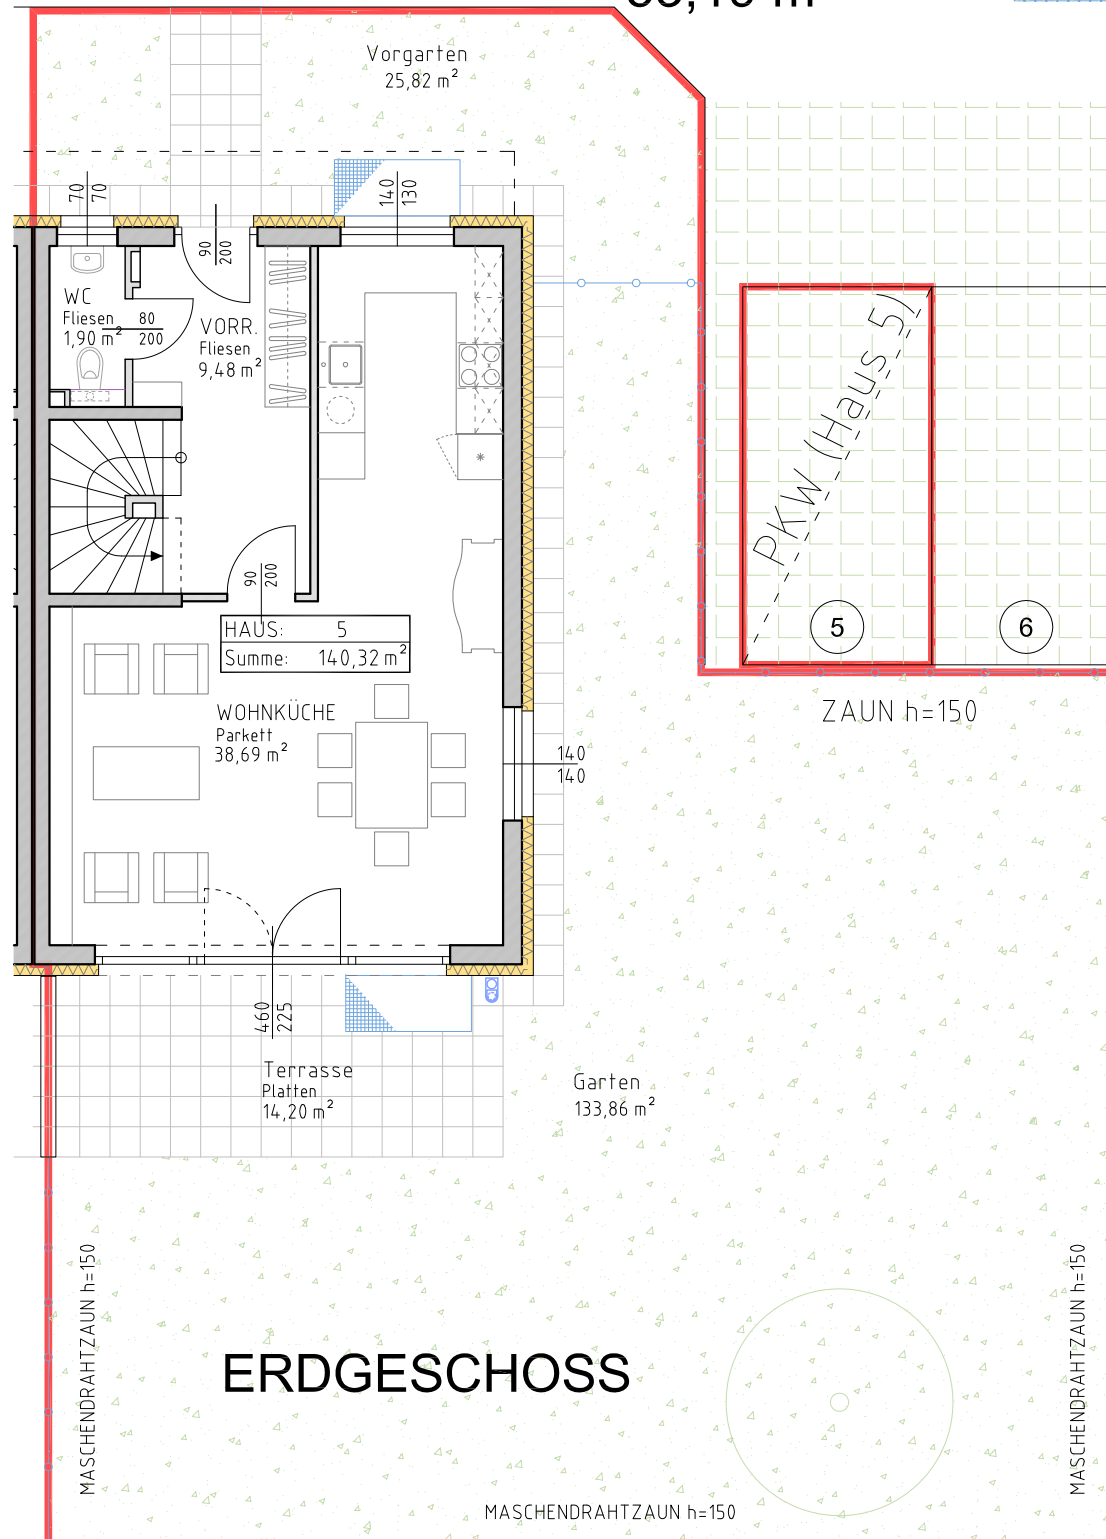 Vorgarten
25,82 m²
70
70
90
200
140
130
WC
Fliesen
1,90 m²
80
200
VORR.
Fliesen
9,48 m²
PKW (Haus 5)
5
6
90
200
HAUS: 5
Summe: 140,32 m²
ZAUN h=150
WOHNKÜCHE
Parkett
38,69 m²
140
140
460
225
Terrasse
Platten
14,20 m²
Garten
133,86 m²
MASCHENDRAHTZAUN h=150
MASCHENDRAHTZAUN h=150
ERDGESCHOSS
MASCHENDRAHTZAUN h=150